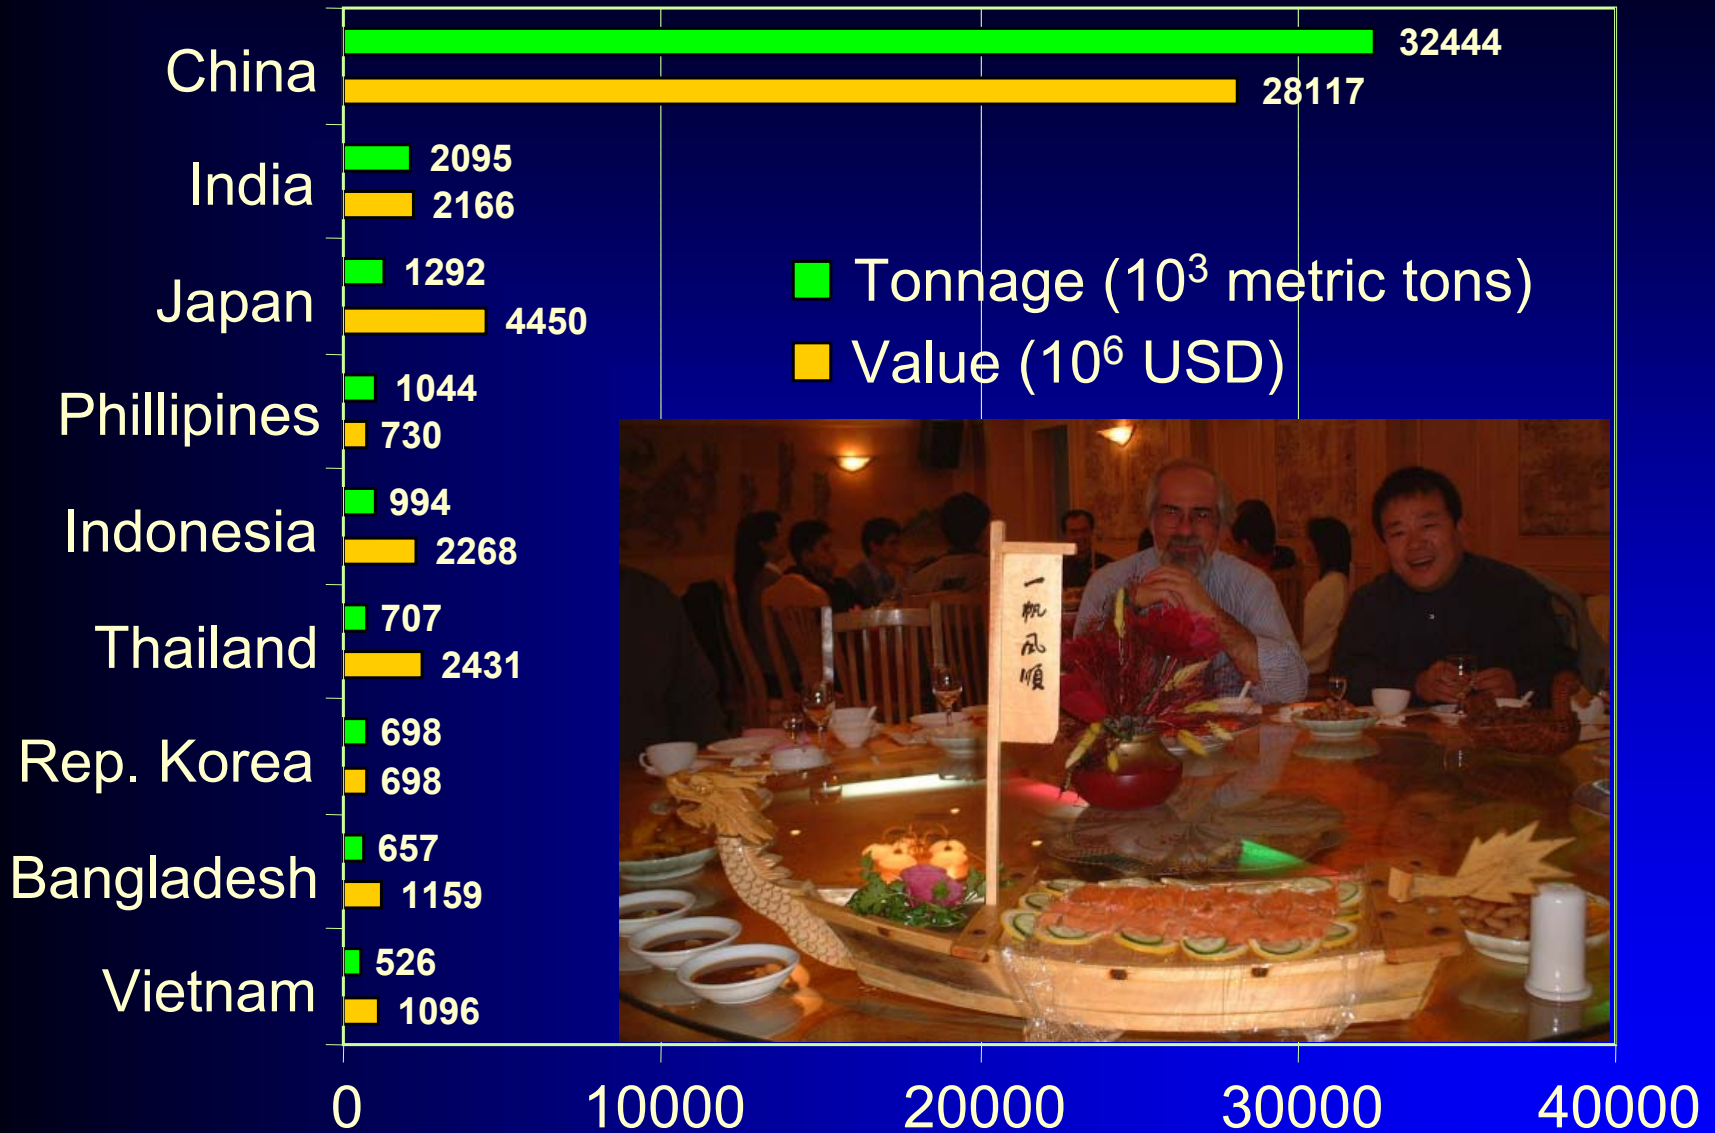 China
32444
28117
India
2095
2166
Japan
1292
4450
Phillipines
1044
730
Indonesia
994
2268
Thailand
707
2431
Rep. Korea
698
698
Bangladesh
657
1159
Vietnam
526
1096
Tonnage (10³ metric tons)
Value (10⁶ USD)
一帆风順
0 10000 20000 30000 40000